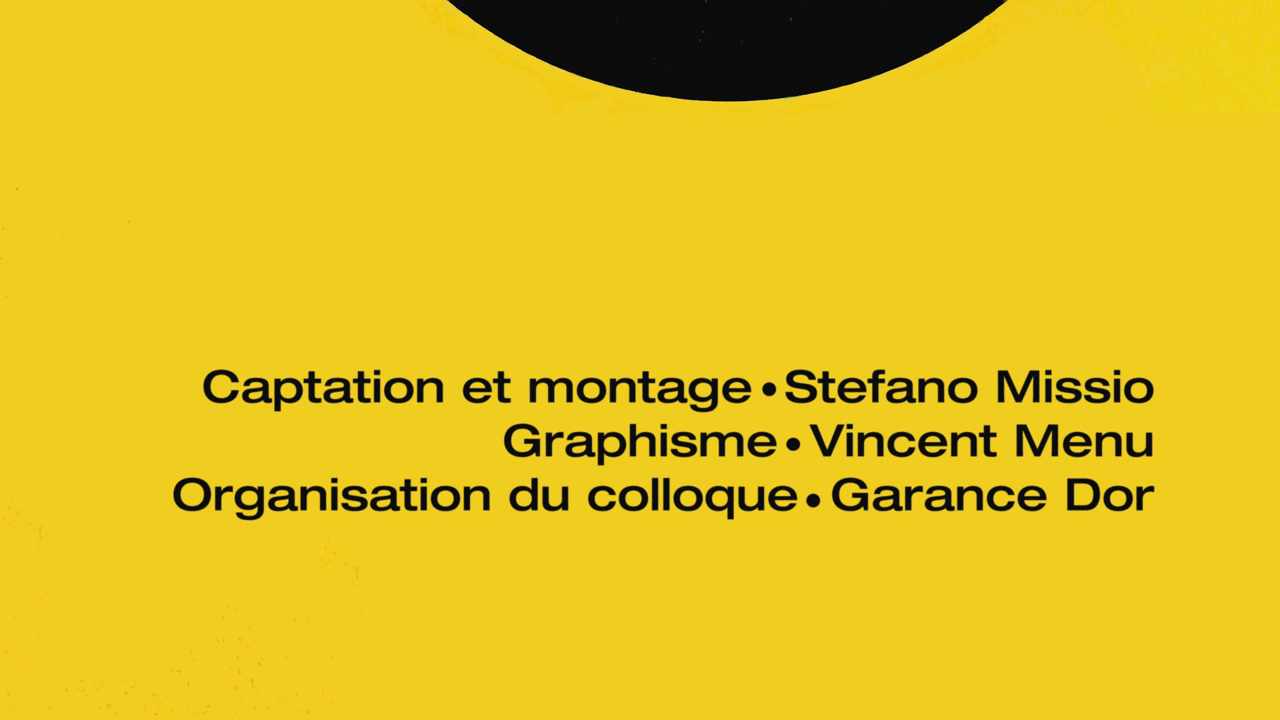 Captation et montage • Stefano Missio
Graphisme • Vincent Menu
Organisation du colloque • Garance Dor